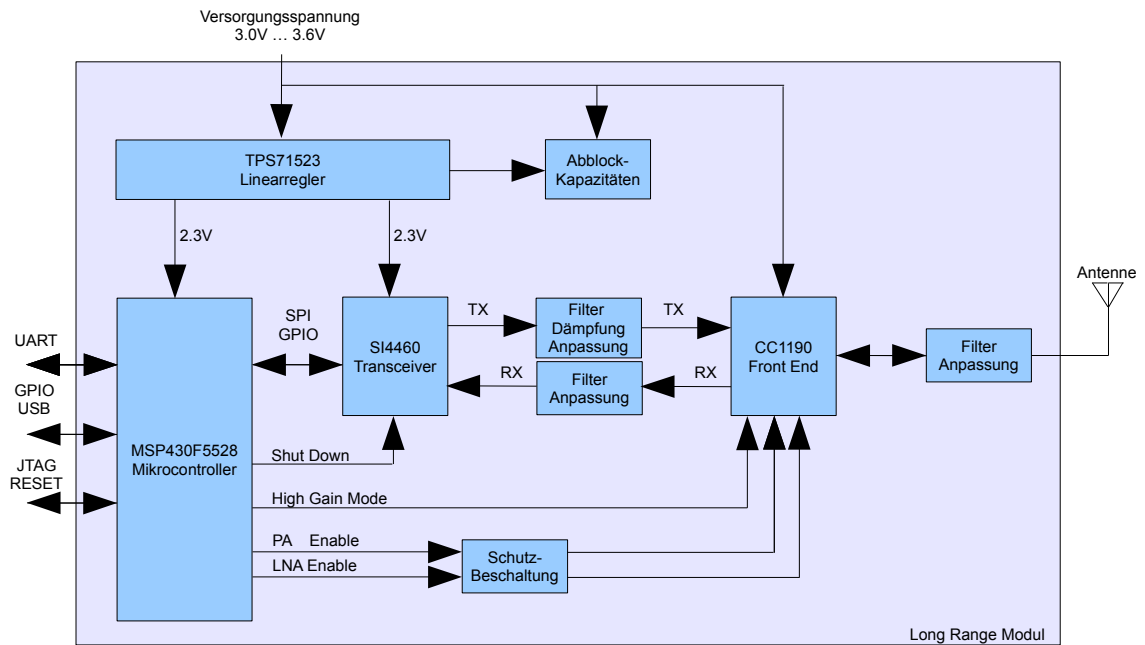 Versorgungsspannung
3.0V … 3.6V
TPS71523
Linearregler
Abblock-
Kapazitäten
2.3V
2.3V
Antenne
UART
GPIO
USB
JTAG
RESET
MSP430F5528
Mikrocontroller
SPI
GPIO
SI4460
Transceiver
TX
Filter
Dämpfung
Anpassung
TX
RX
Filter
Anpassung
RX
CC1190
Front End
Filter
Anpassung
Shut Down
High Gain Mode
PA Enable
LNA Enable
Schutz-
Beschaltung
Long Range Modul